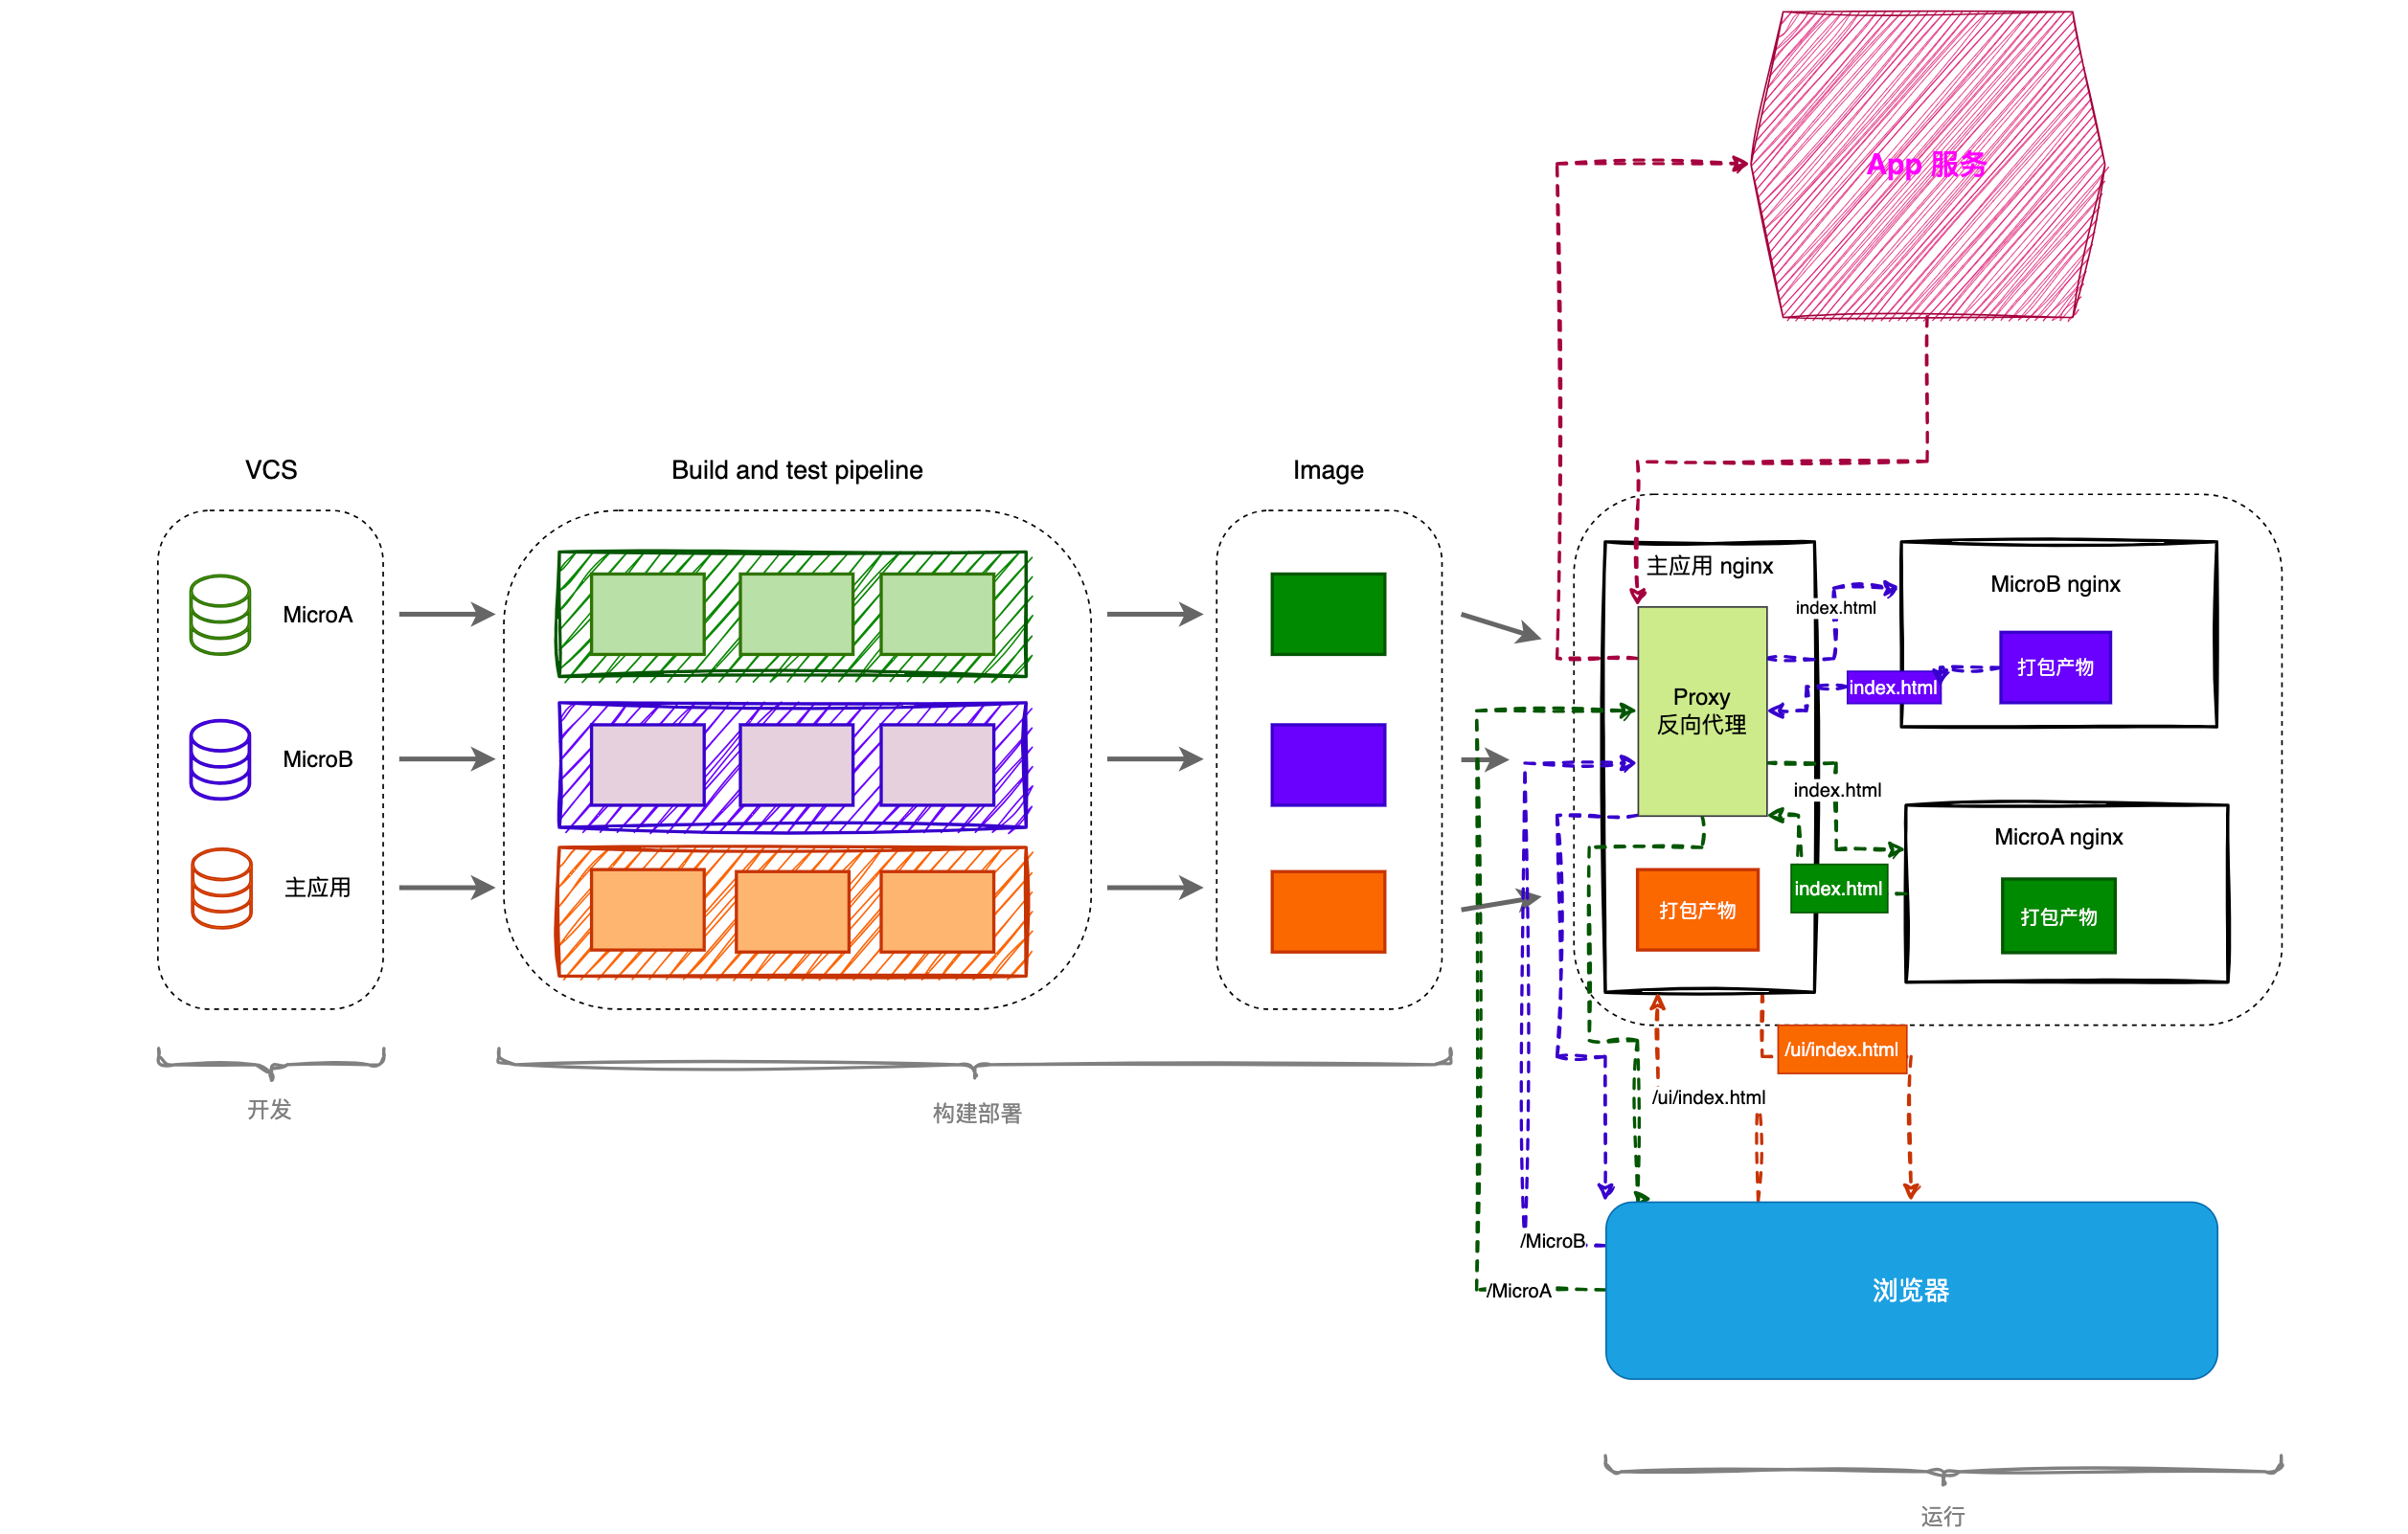 App 服务
VCS
Build and test pipeline
Image
MicroA
MicroB
主应用
开发
构建部署
主应用 nginx
Proxy
反向代理
打包产物
index.html
MicroB nginx
打包产物
index.html
index.html
MicroA nginx
打包产物
index.html
/ui/index.html
/ui/index.html
/MicroB
/MicroA
浏览器
运行